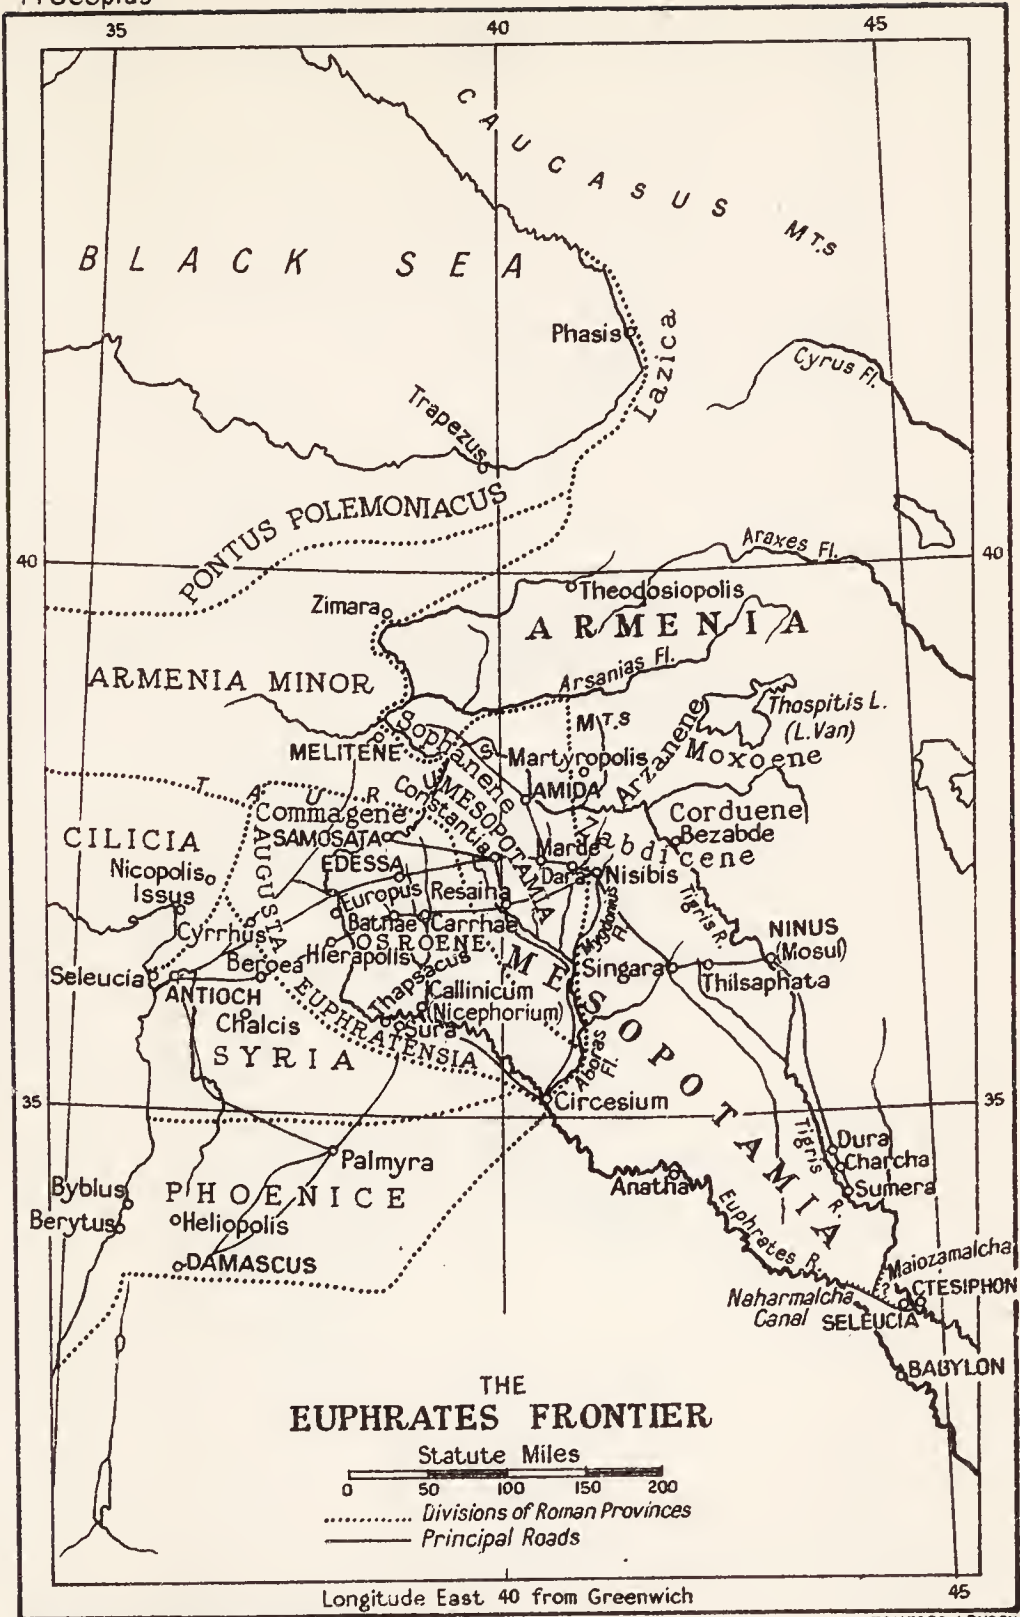 Procopius
35 40 45
CAUCASUS MTS
BLACK SEA
Phasis
Lazica
Cyrus Fl.
Trapezus
PONTUS POLEMONIACUS
40 40
Araxes Fl.
Theodosiopolis
Zimara
ARMENIA
ARMENIA MINOR
Arsanias Fl.
Thospitis L.
(L. Van)
Sophanene
MTS
MELITENE
Martyropolis
Arzanene
Moxoene
TAURUS
AMIDA
Commagene
Constantia
MESOPOTAMIA
Corduene
CILICIA
AUGUSTA
SAMOSATA
Bezabde
Zabdicene
Marde
EDESSA
Dara
Nisibis
Nicopolis
Issus
Europus
Resaina
Tigris R.
Batnae
Carrhae
Mygdonius Fl.
NINUS
(Mosul)
Cyrrhus
OSROENE
Hierapolis
Beroea
Seleucia
Thapsacus
Singara
Thilsaphata
ANTIOCH
EUPHRATENSIA
Callinicum
(Nicephorium)
MESOPOTAMIA
Chalcis
Sura
SYRIA
Aboras
Fl.
35 35
Circesium
Tigris R.
Dura
Palmyra
Charcha
Anatha
Sumera
Byblus
PHOENICE
Berytus
Heliopolis
Euphrates R.
DAMASCUS
Maiozamalcha
?
CTESIPHON
Naharmalcha
Canal
SELEUCIA
BABYLON
THE
EUPHRATES FRONTIER
Statute Miles
0 50 100 150 200
Divisions of Roman Provinces
Principal Roads
Longitude East 40 from Greenwich
45